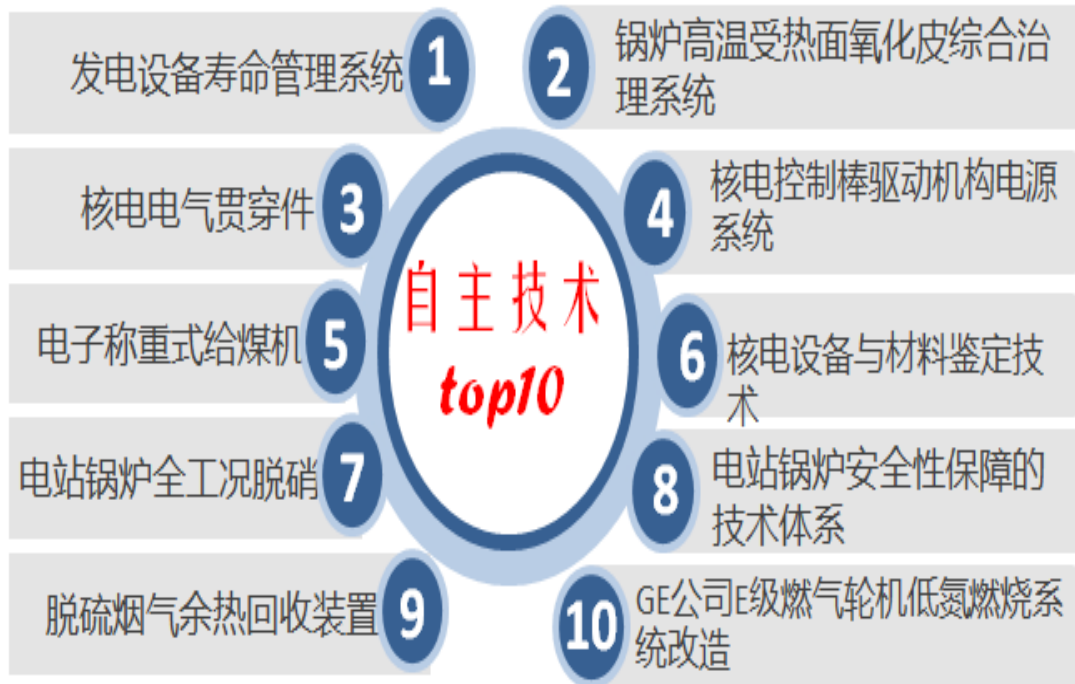 发电设备寿命管理系统
1
2
锅炉高温受热面氧化皮综合治
理系统
核电电气贯穿件
3
4
核电控制棒驱动机构电源
系统
自主技术
top10
电子称重式给煤机
5
6
核电设备与材料鉴定技
术
电站锅炉全工况脱硝
7
8
电站锅炉安全性保障的
技术体系
脱硫烟气余热回收装置
9
10
GE公司E级燃气轮机低氮燃烧系
统改造